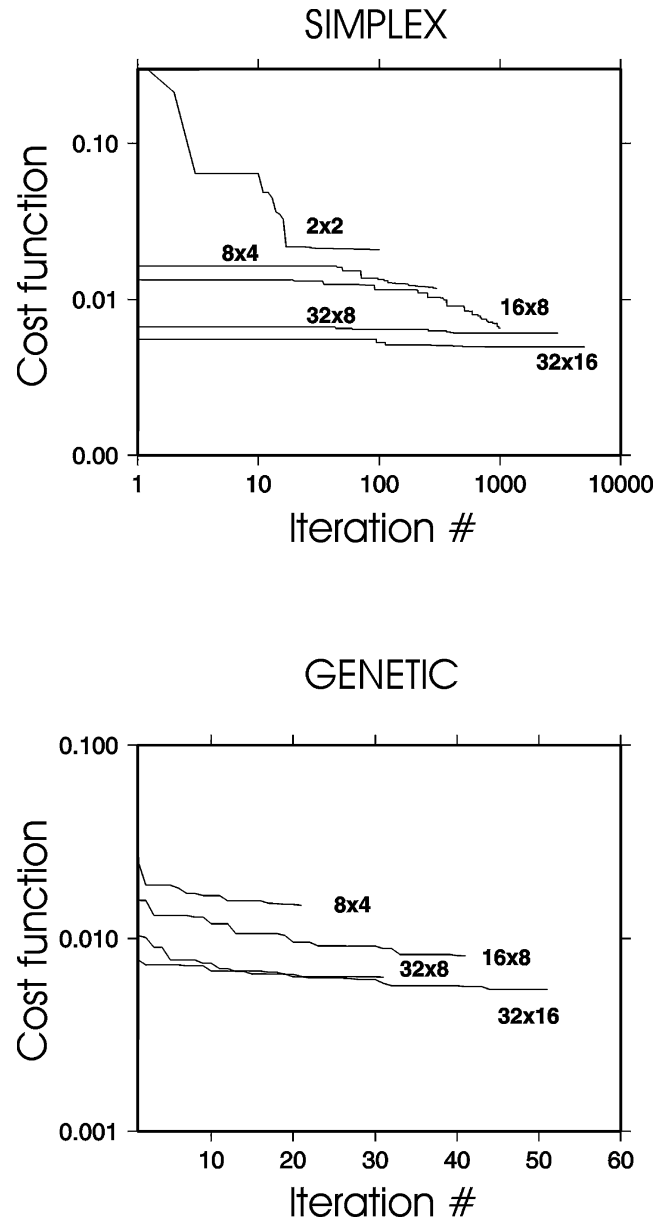 SIMPLEX
Cost function
0.10
0.01
0.00
2x2
8x4
16x8
32x8
32x16
1 10 100 1000 10000
Iteration #
GENETIC
Cost function
0.100
0.010
0.001
8x4
16x8
32x8
32x16
10 20 30 40 50 60
Iteration #